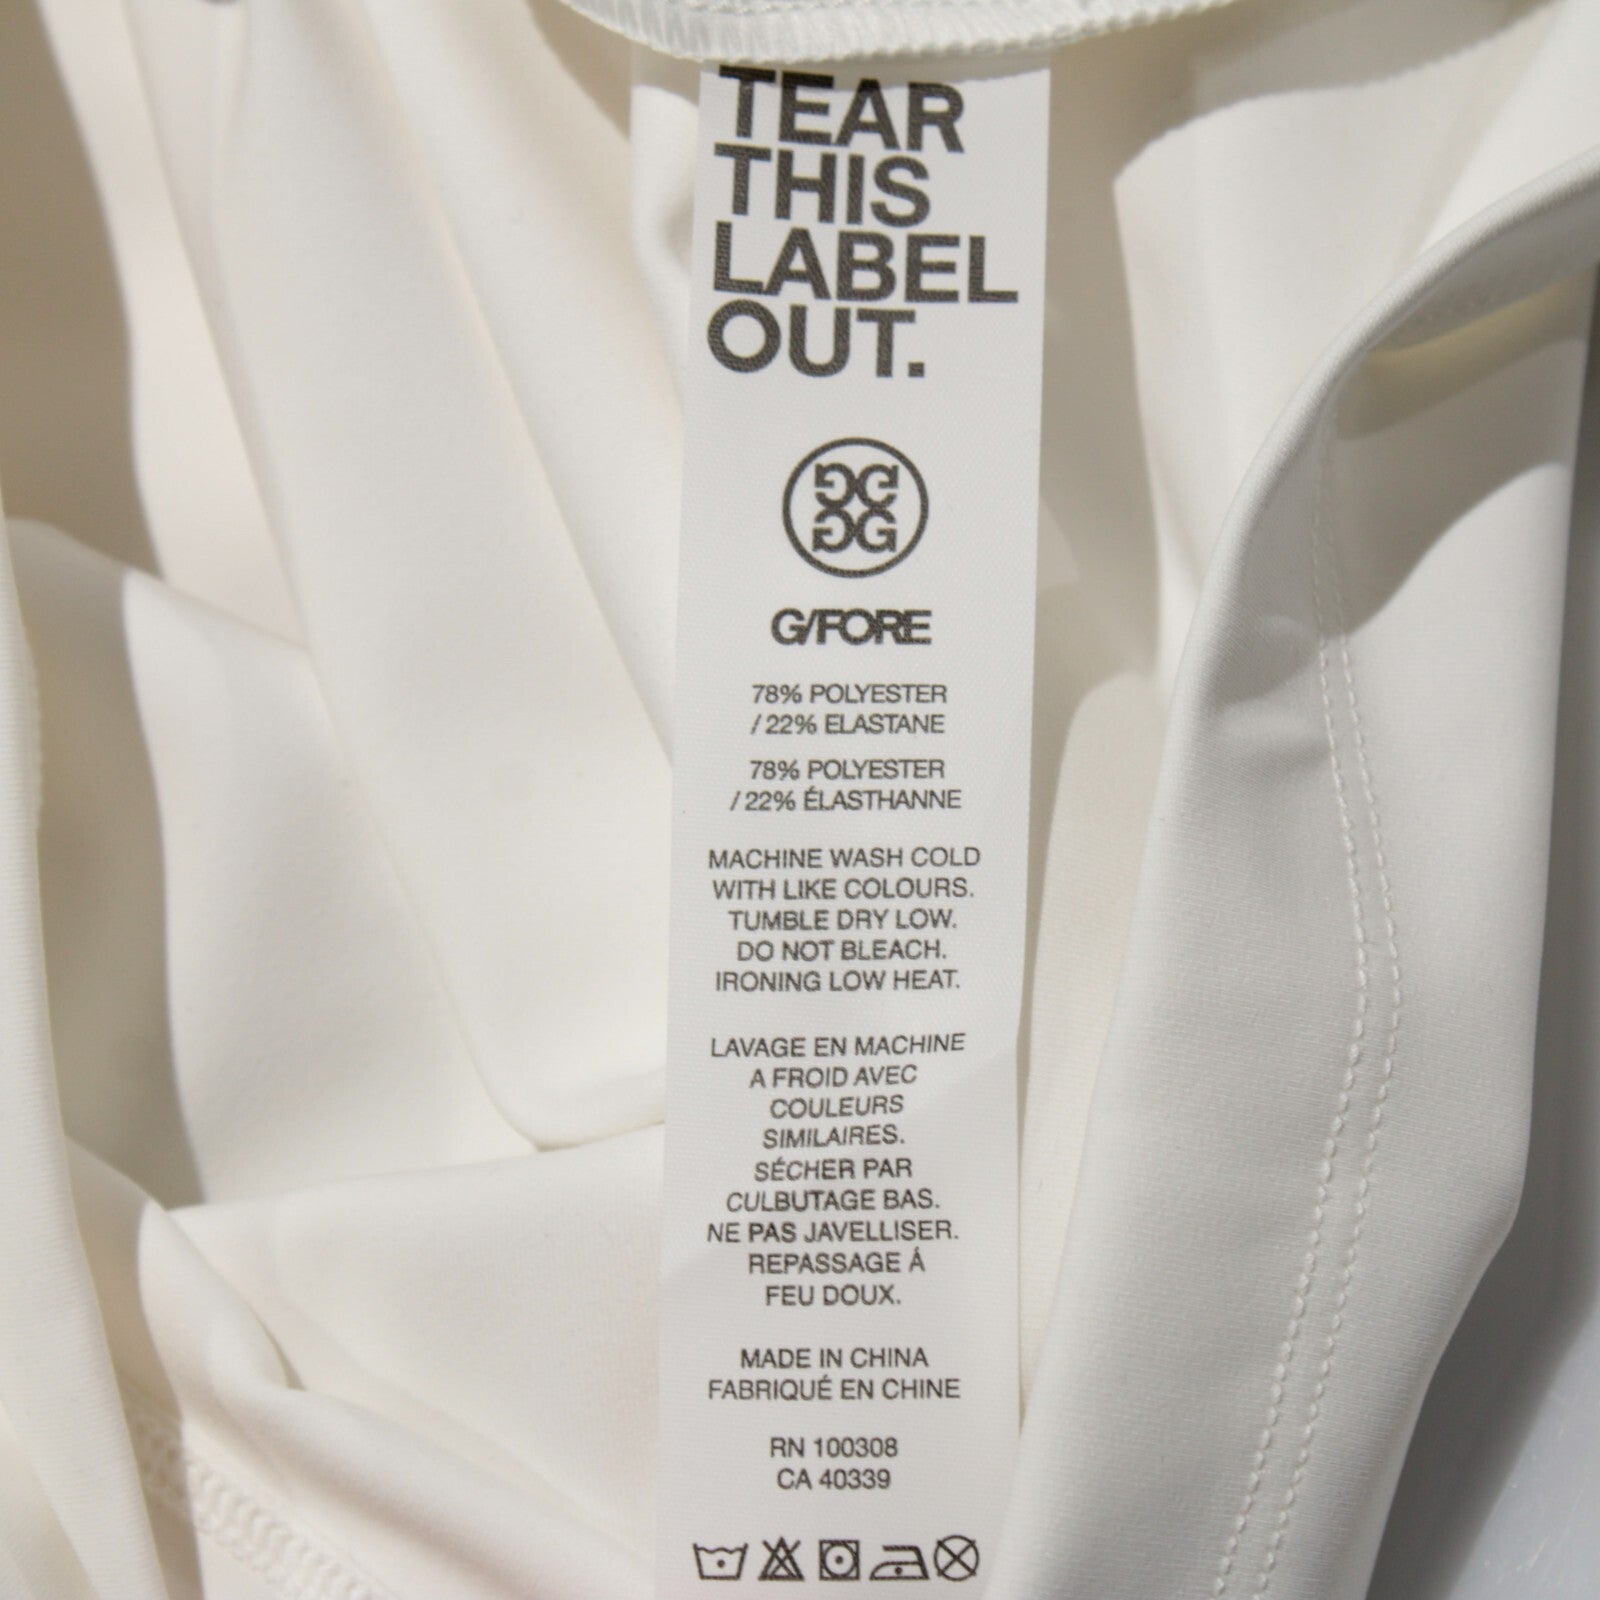 TEAR
THIS
LABEL
OUT.
G/FORE
78% POLYESTER
/ 22% ELASTANE
78% POLYESTER
/ 22% ÉLASTHANNE
MACHINE WASH COLD
WITH LIKE COLOURS.
TUMBLE DRY LOW.
DO NOT BLEACH.
IRONING LOW HEAT.
LAVAGE EN MACHINE
A FROID AVEC
COULEURS
SIMILAIRES.
SÉCHER PAR
CULBUTAGE BAS.
NE PAS JAVELLISER.
REPASSAGE Á
FEU DOUX.
MADE IN CHINA
FABRIQUÉ EN CHINE
RN 100308
CA 40339